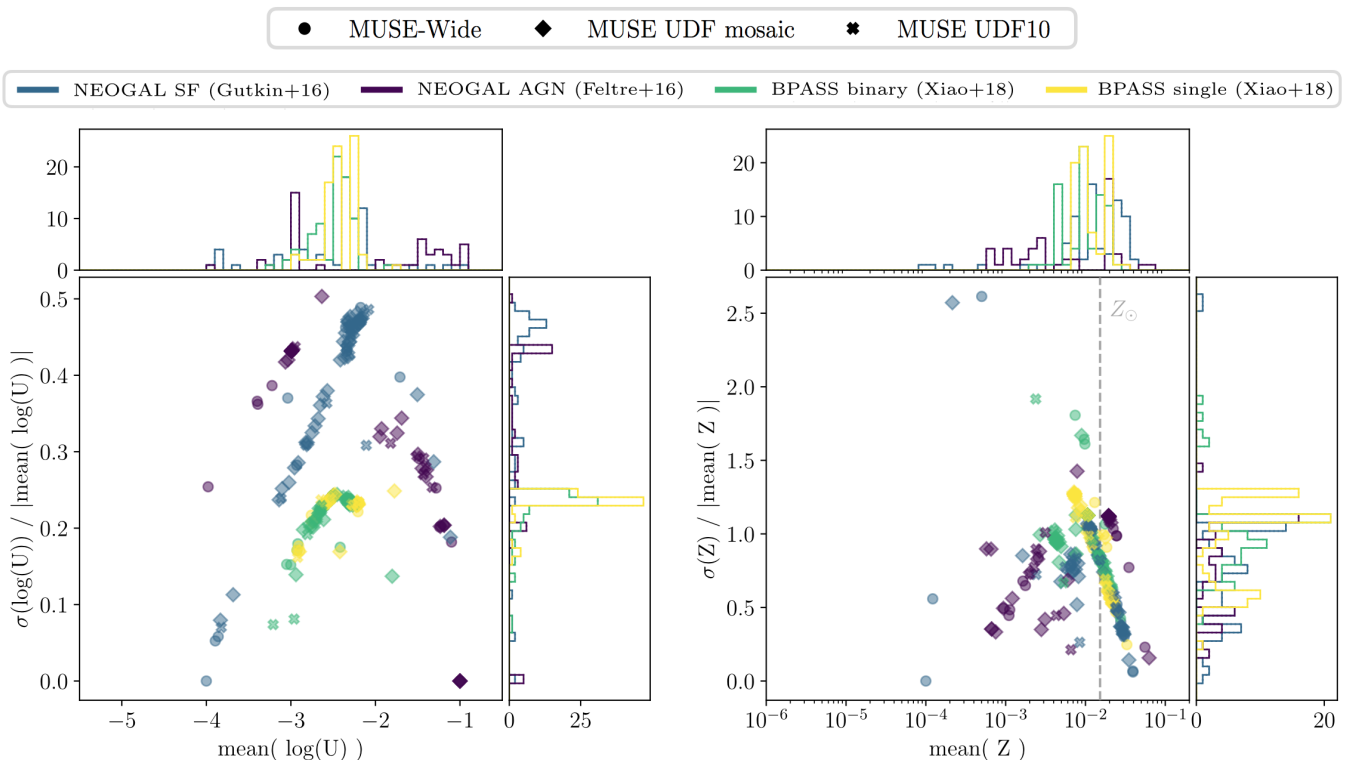 MUSE-Wide MUSE UDF mosaic MUSE UDF10
NEOGAL SF (Gutkin+16) NEOGAL AGN (Feltre+16) BPASS binary (Xiao+18) BPASS single (Xiao+18)
20
10
0
0.5
0.4
0.3
0.2
0.1
0.0
σ(log(U)) / |mean( log(U) )|
−5 −4 −3 −2 −1
mean( log(U) )
0 25
20
10
0
Z⊙
2.5
2.0
1.5
1.0
0.5
0.0
σ(Z) / |mean( Z )|
10⁻⁶ 10⁻⁵ 10⁻⁴ 10⁻³ 10⁻² 10⁻¹
mean( Z )
0 20